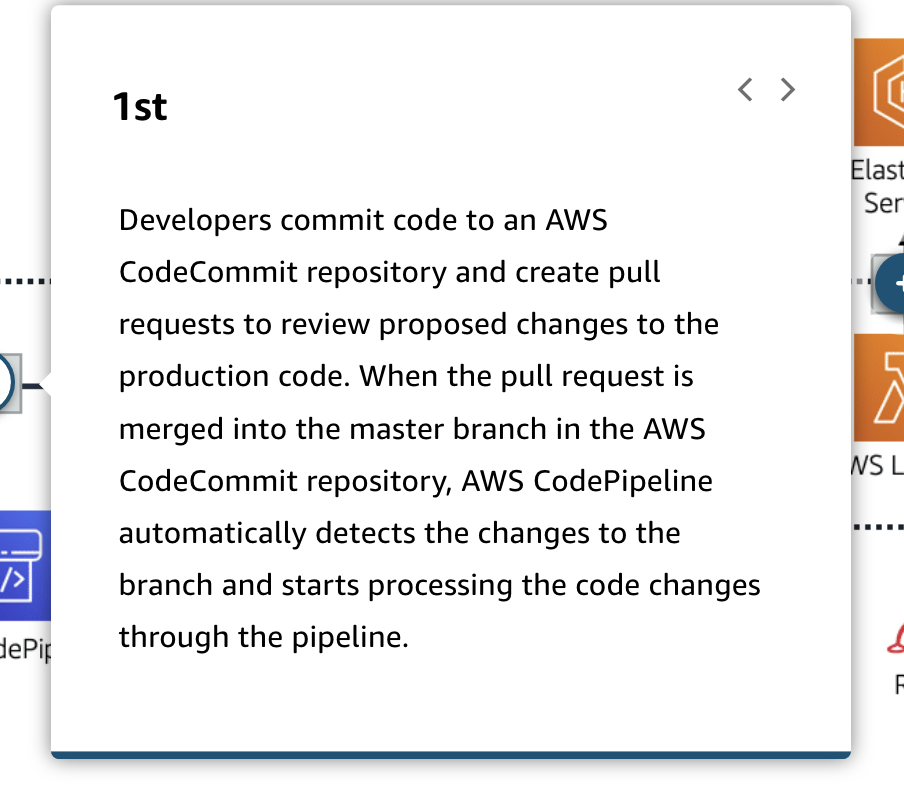 1st
Developers commit code to an AWS
CodeCommit repository and create pull
requests to review proposed changes to the
production code. When the pull request is
merged into the master branch in the AWS
CodeCommit repository, AWS CodePipeline
automatically detects the changes to the
branch and starts processing the code changes
through the pipeline.
Elast
Ser
WS L
dePip
R